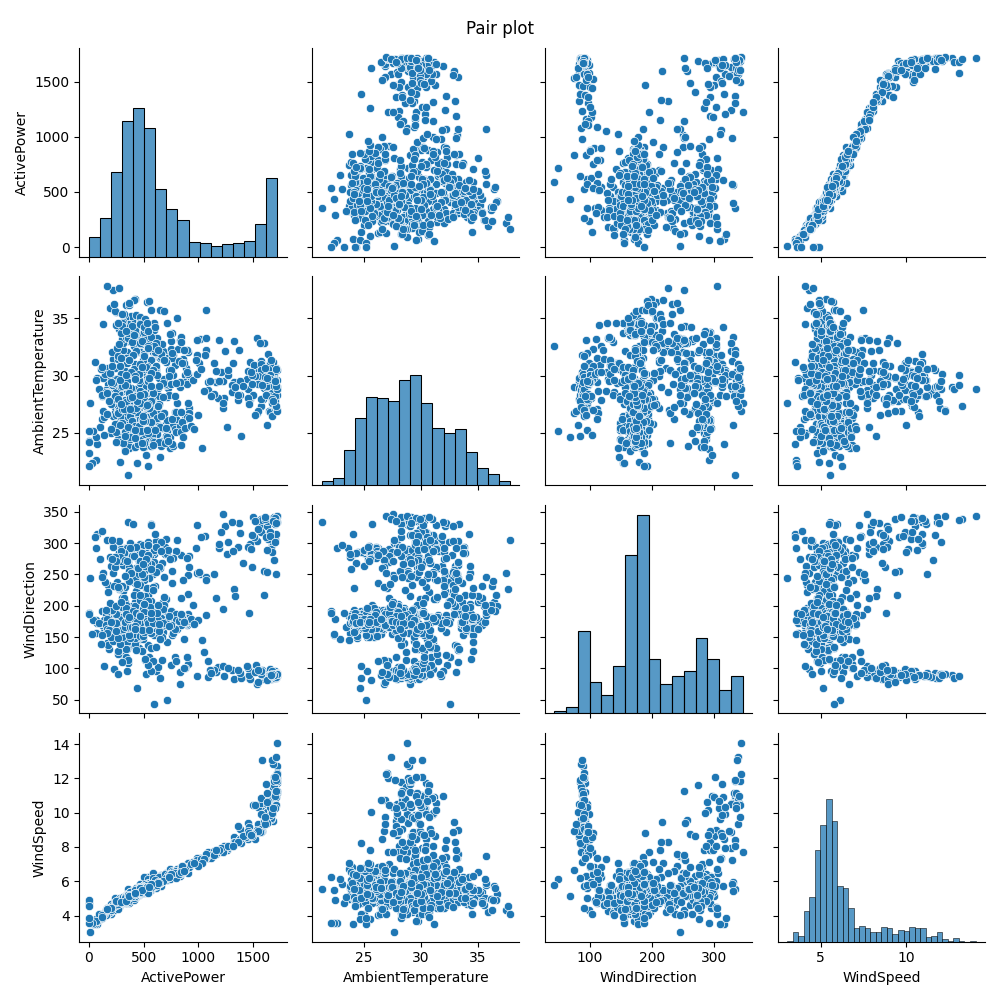 Pair plot
ActivePower
1500
1000
500
0
AmbientTemperature
35
30
25
WindDirection
350
300
250
200
150
100
50
WindSpeed
14
12
10
8
6
4
0 500 1000 1500
25 30 35
100 200 300
5 10
ActivePower
AmbientTemperature
WindDirection
WindSpeed